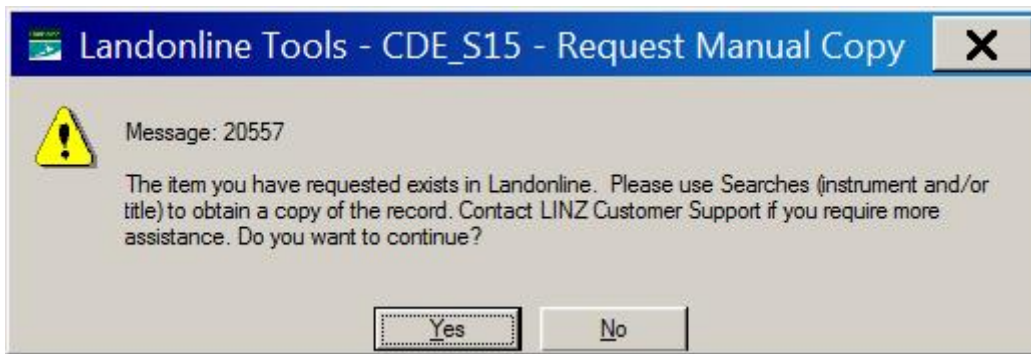 Landonline Tools - CDE_S15 - Request Manual Copy
Message: 20557
The item you have requested exists in Landonline. Please use Searches (instrument and/or
title) to obtain a copy of the record. Contact LINZ Customer Support if you require more
assistance. Do you want to continue?
Yes No